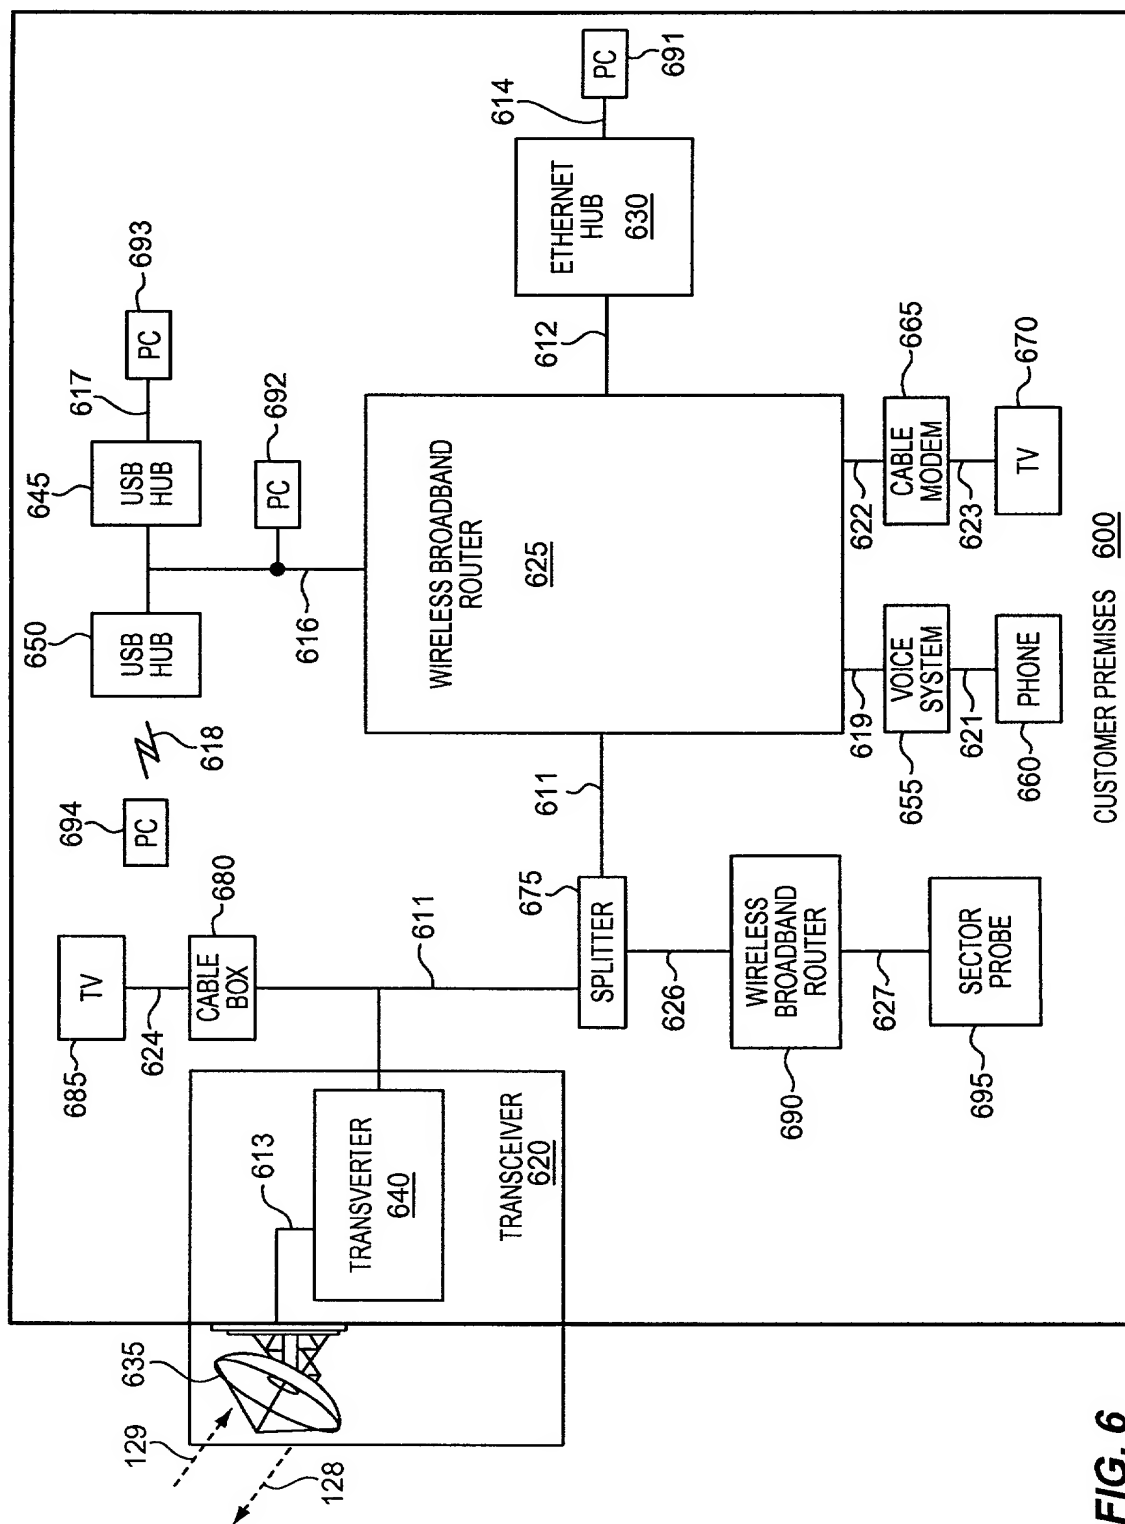 129
128
635
613
TRANSVERTER
640
TRANSCEIVER
620
685
TV
624
CABLE
BOX
680
611
694
PC
618
650
USB
HUB
645
USB
HUB
617
PC
693
692
PC
616
675
SPLITTER
611
626
690
WIRELESS
BROADBAND
ROUTER
627
695
SECTOR
PROBE
WIRELESS BROADBAND
ROUTER
625
612
ETHERNET
HUB
630
614
PC
691
619
655
VOICE
SYSTEM
621
660
PHONE
622
CABLE
MODEM
665
623
TV
670
CUSTOMER PREMISES 600
FIG. 6